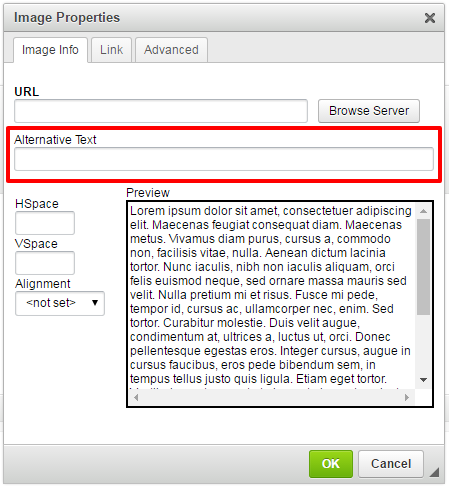 Image Properties
Image Info Link Advanced
URL
Browse Server
Alternative Text
Preview
HSpace
VSpace
Alignment
<not set>
Lorem ipsum dolor sit amet, consectetuer adipiscing
elit. Maecenas feugiat consequat diam. Maecenas
metus. Vivamus diam purus, cursus a, commodo
non, facilisis vitae, nulla. Aenean dictum lacinia
tortor. Nunc iaculis, nibh non iaculis aliquam, orci
felis euismod neque, sed ornare massa mauris sed
velit. Nulla pretium mi et risus. Fusce mi pede,
tempor id, cursus ac, ullamcorper nec, enim. Sed
tortor. Curabitur molestie. Duis velit augue,
condimentum at, ultrices a, luctus ut, orci. Donec
pellentesque egestas eros. Integer cursus, augue in
cursus faucibus, eros pede bibendum sem, in
tempus tellus justo quis ligula. Etiam eget tortor.
OK Cancel